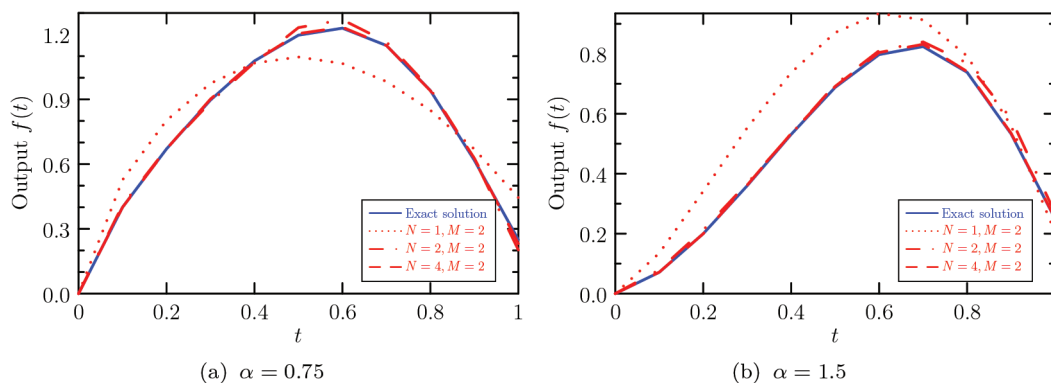 Output f(t)
1.2
0.9
0.6
0.3
0.0
0
0.2
0.4
0.6
0.8
1
t
Exact solution
N = 1, M = 2
N = 2, M = 2
N = 4, M = 2
(a) α = 0.75
Output f(t)
0.8
0.6
0.4
0.2
0.0
0
0.2
0.4
0.6
0.8
t
Exact solution
N = 1, M = 2
N = 2, M = 2
N = 4, M = 2
(b) α = 1.5